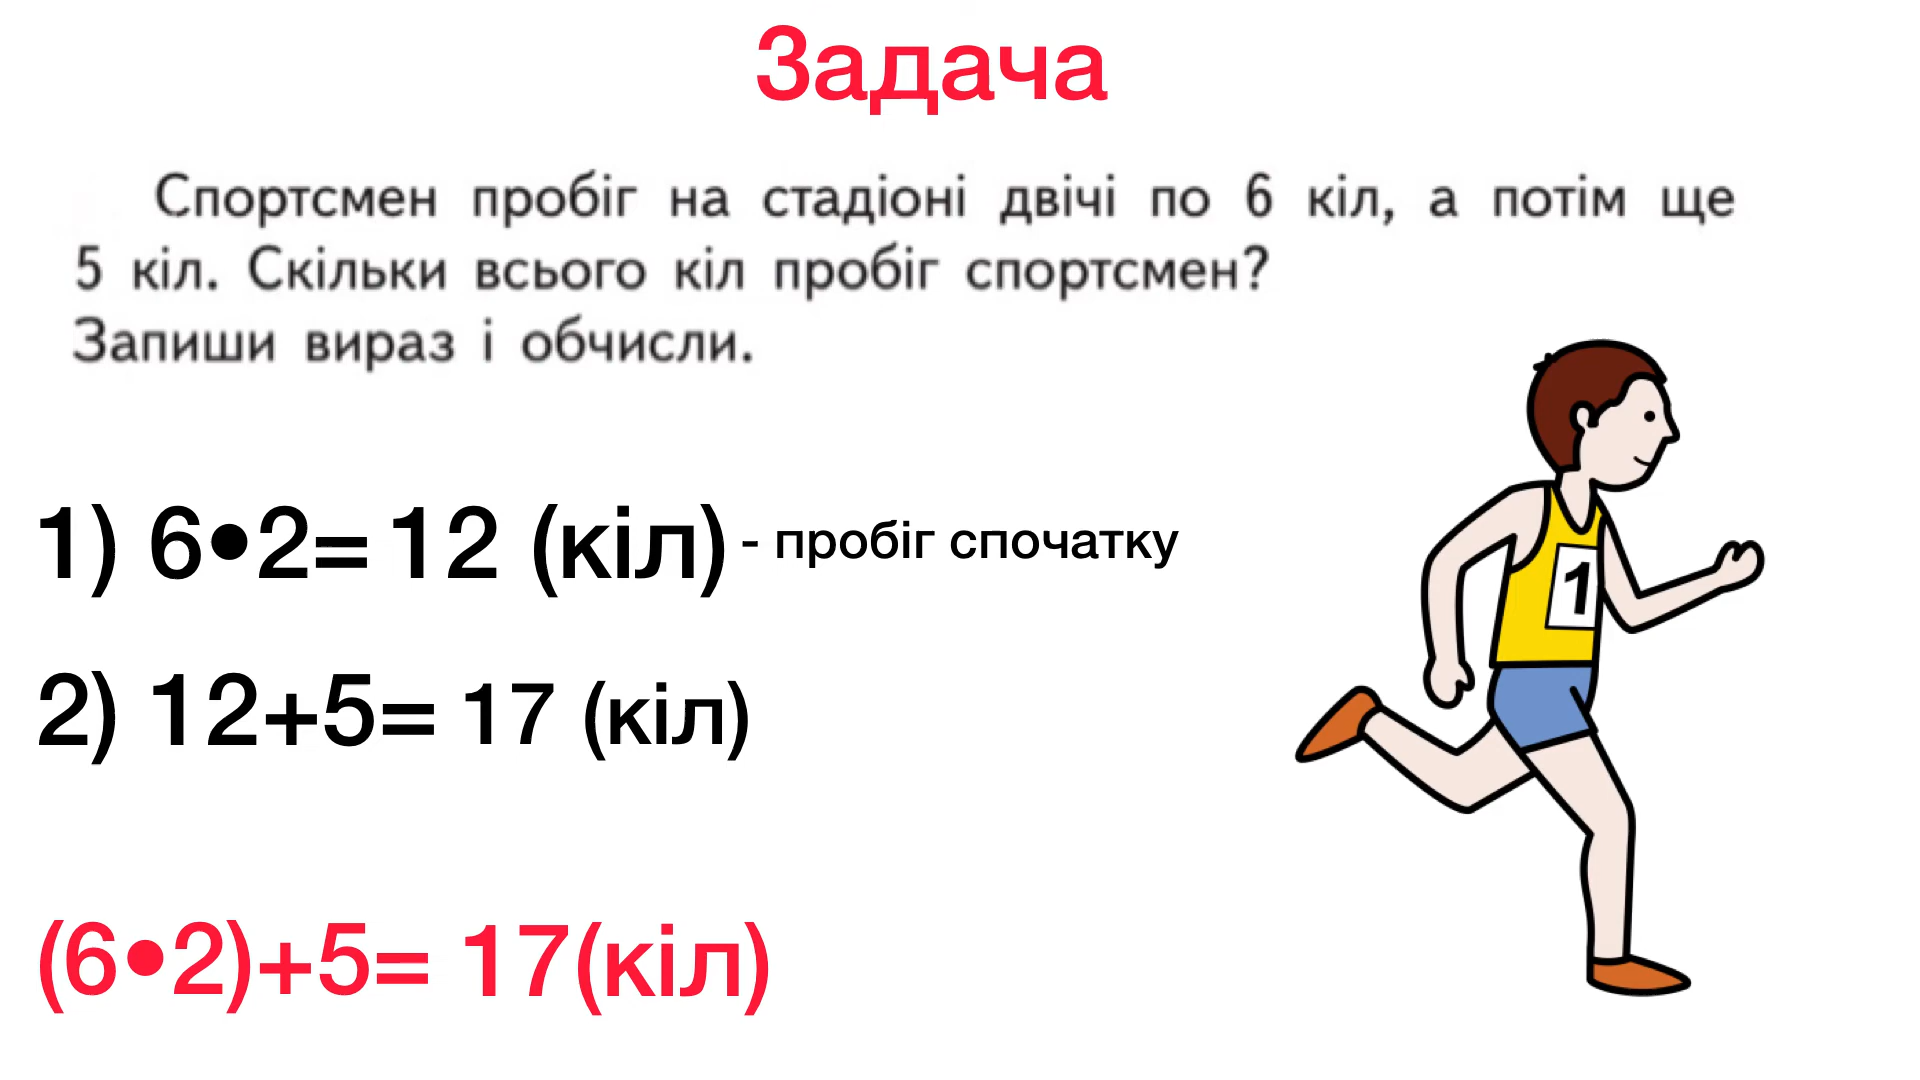 Задача
Спортсмен пробіг на стадіоні двічі по 6 кіл, а потім ще
5 кіл. Скільки всього кіл пробіг спортсмен?
Запиши вираз і обчисли.
1) 6•2= 12 (кіл) - пробіг спочатку
1
2) 12+5= 17 (кіл)
(6•2)+5= 17(кіл)